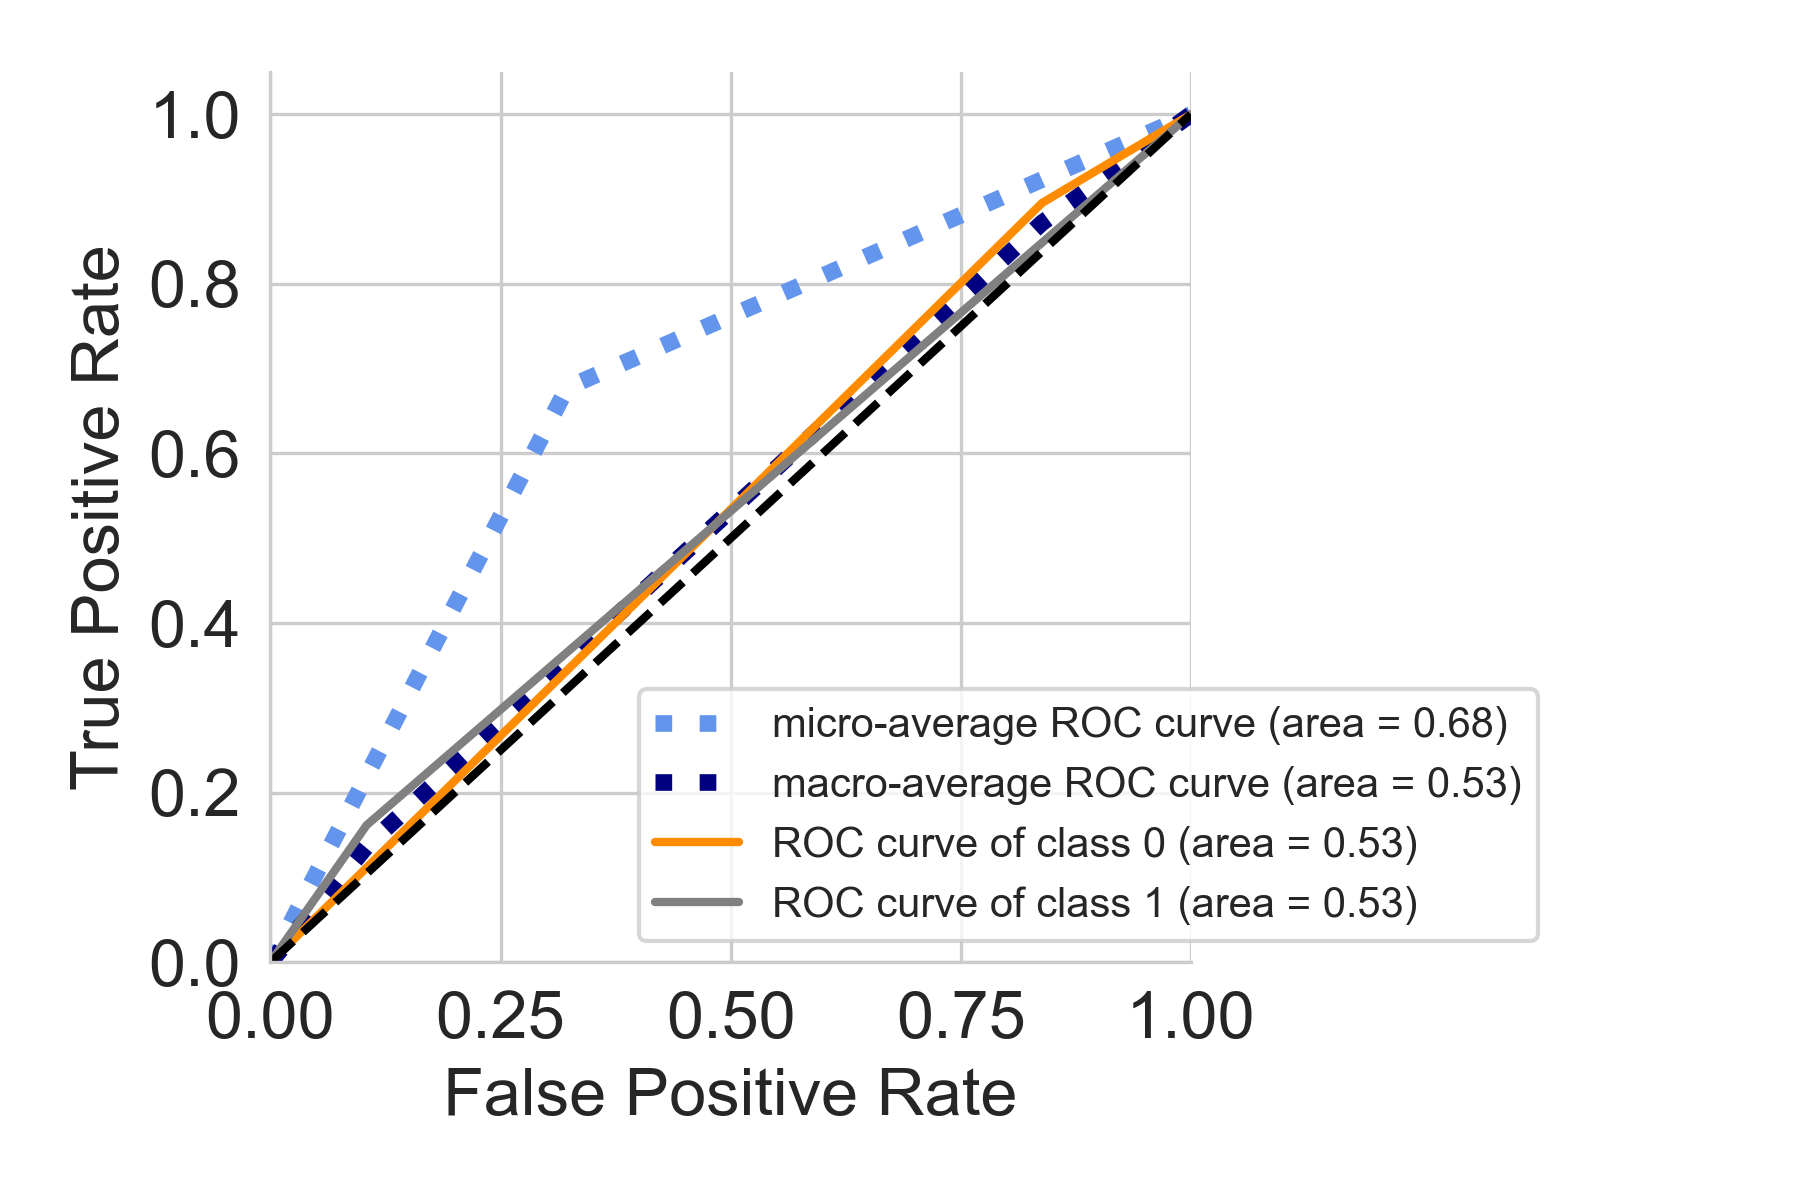 1.0
0.8
0.6
0.4
0.2
0.0
True Positive Rate
micro-average ROC curve (area = 0.68)
macro-average ROC curve (area = 0.53)
ROC curve of class 0 (area = 0.53)
ROC curve of class 1 (area = 0.53)
0.00 0.25 0.50 0.75 1.00
False Positive Rate